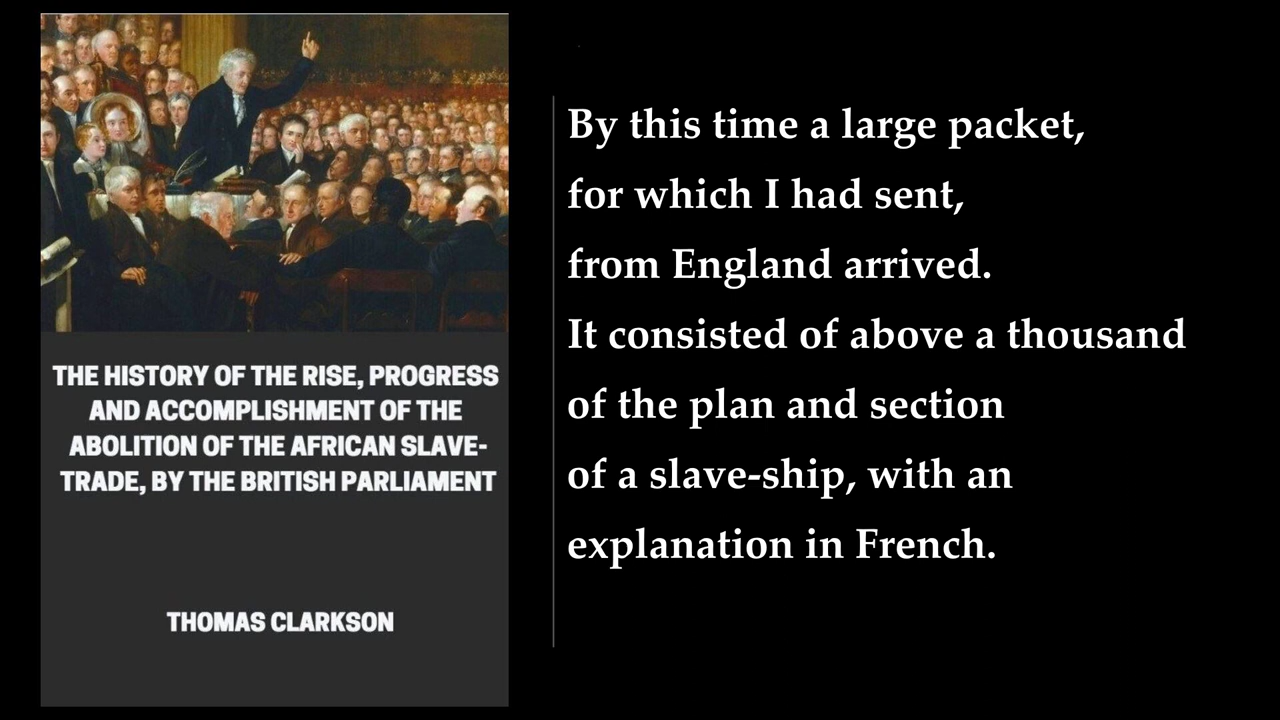 THE HISTORY OF THE RISE, PROGRESS
AND ACCOMPLISHMENT OF THE
ABOLITION OF THE AFRICAN SLAVE-
TRADE, BY THE BRITISH PARLIAMENT
THOMAS CLARKSON
By this time a large packet,
for which I had sent,
from England arrived.
It consisted of above a thousand
of the plan and section
of a slave-ship, with an
explanation in French.